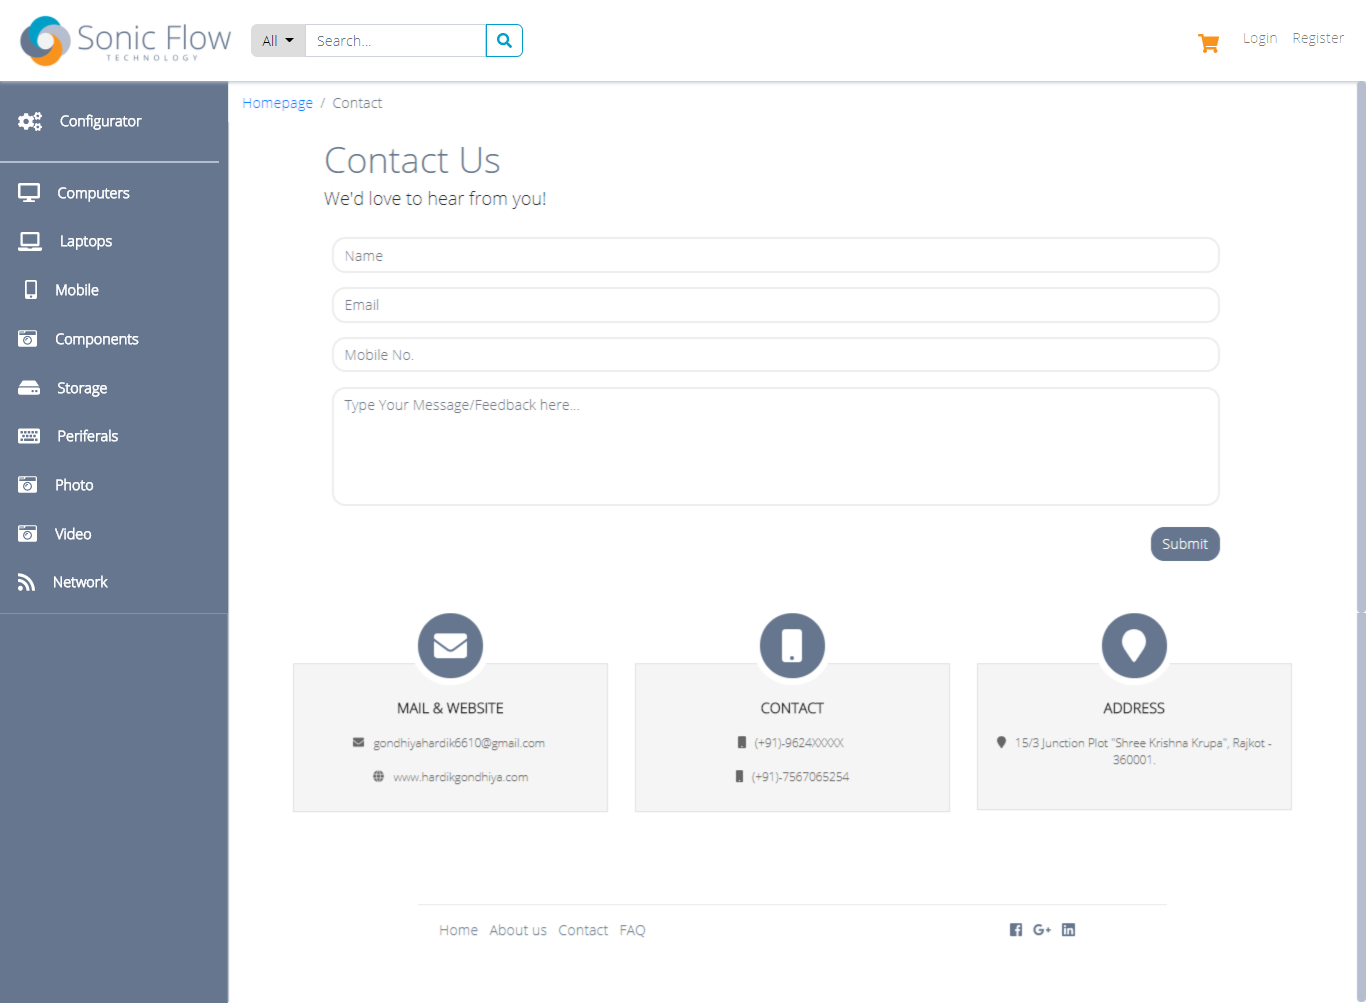 Sonic Flow
TECHNOLOGY
All
Search...
Login
Register
Configurator
Computers
Laptops
Mobile
Components
Storage
Periferals
Photo
Video
Network
Homepage / Contact
Contact Us
We'd love to hear from you!
Name
Email
Mobile No.
Type Your Message/Feedback here...
Submit
MAIL & WEBSITE
gondhiyahardik6610@gmail.com
www.hardikgondhiya.com
CONTACT
(+91)-9624XXXXX
(+91)-7567065254
ADDRESS
15/3 Junction Plot "Shree Krishna Krupa", Rajkot -
360001.
Home About us Contact FAQ